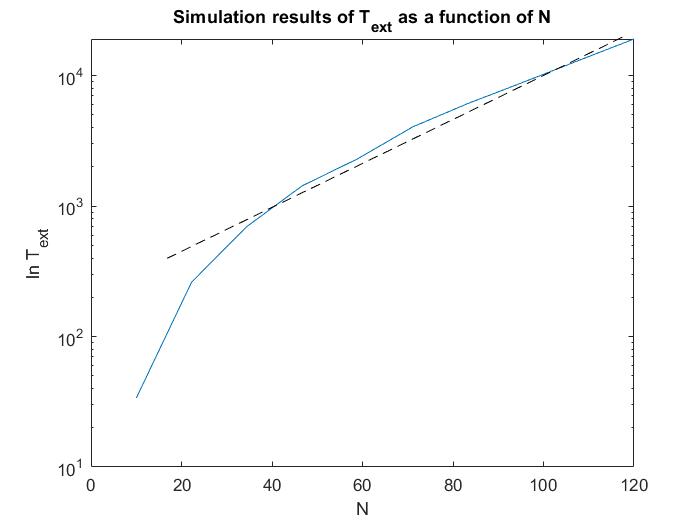 Simulation results of T_ext as a function of N
10^4
10^3
10^2
10^1
ln T_ext
0 20 40 60 80 100 120
N